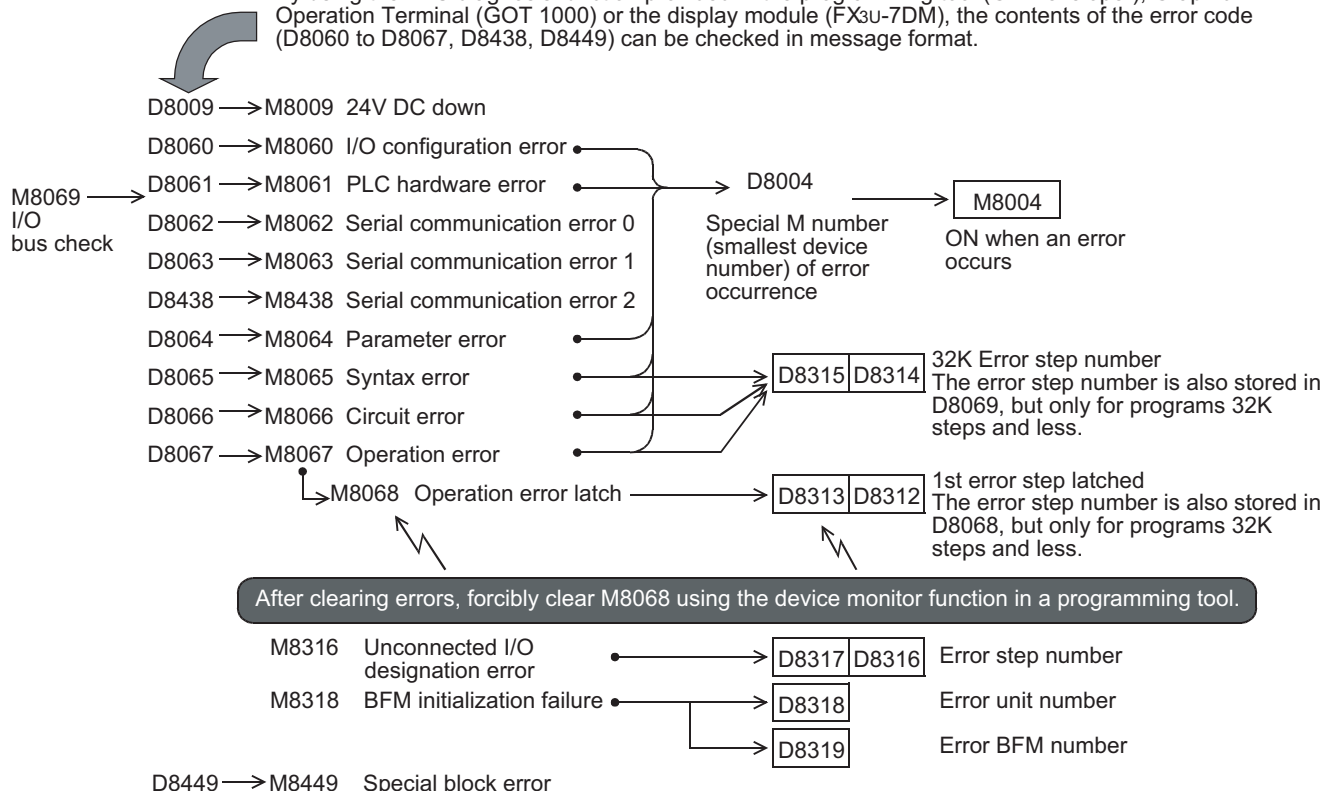 Operation Terminal (GOT 1000) or the display module (FX3U-7DM), the contents of the error code
(D8060 to D8067, D8438, D8449) can be checked in message format.
D8009 M8009 24V DC down
D8060 M8060 I/O configuration error
M8069
I/O
bus check
D8061 M8061 PLC hardware error
D8062 M8062 Serial communication error 0
D8063 M8063 Serial communication error 1
D8438 M8438 Serial communication error 2
D8064 M8064 Parameter error
D8065 M8065 Syntax error
D8066 M8066 Circuit error
D8067 M8067 Operation error
M8068 Operation error latch
D8004
Special M number
(smallest device
number) of error
occurrence
M8004
ON when an error
occurs
D8315 D8314
32K Error step number
The error step number is also stored in
D8069, but only for programs 32K
steps and less.
D8313 D8312
1st error step latched
The error step number is also stored in
D8068, but only for programs 32K
steps and less.
After clearing errors, forcibly clear M8068 using the device monitor function in a programming tool.
M8316 Unconnected I/O
designation error
D8317 D8316 Error step number
M8318 BFM initialization failure
D8318 Error unit number
D8319 Error BFM number
D8449 M8449 Special block error